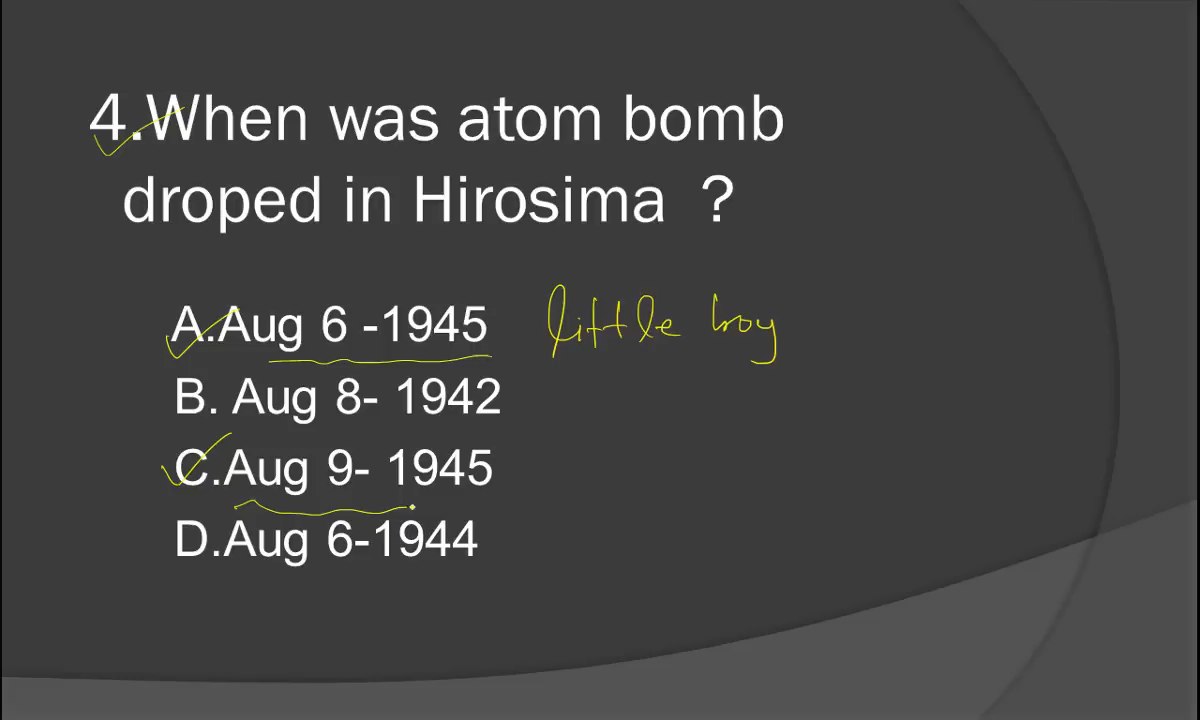 4.When was atom bomb
droped in Hirosima ?
A.Aug 6 -1945 little boy
B. Aug 8- 1942
C.Aug 9- 1945
D.Aug 6-1944